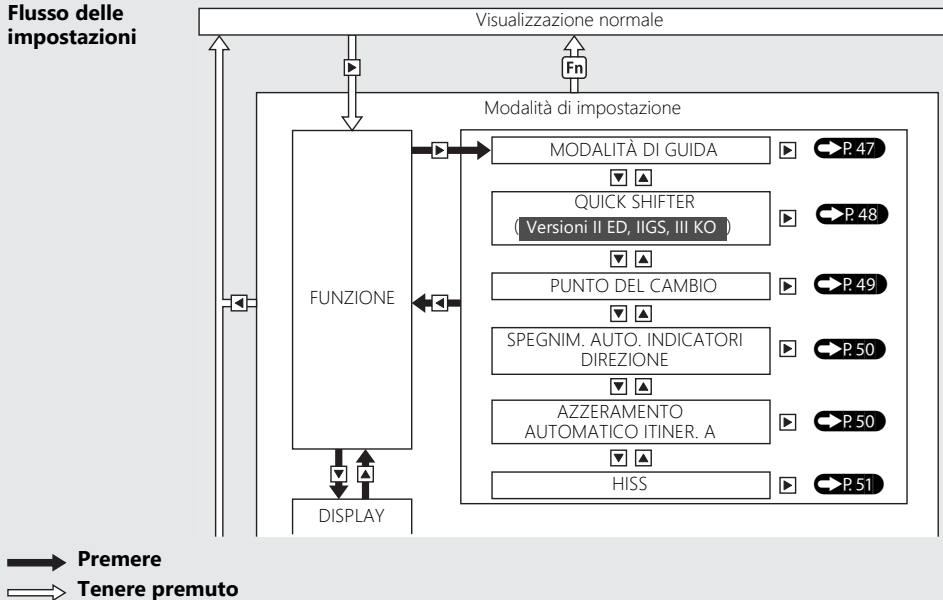 Flusso delle
impostazioni
Visualizzazione normale
Fn
Modalità di impostazione
FUNZIONE
MODALITÀ DI GUIDA
P. 47
QUICK SHIFTER
( Versioni II ED, IIGS, III KO )
P. 48
PUNTO DEL CAMBIO
P. 49
SPEGNIM. AUTO. INDICATORI
DIREZIONE
P. 50
AZZERAMENTO
AUTOMATICO ITINER. A
P. 50
HISS
P. 51
DISPLAY
Premere
Tenere premuto